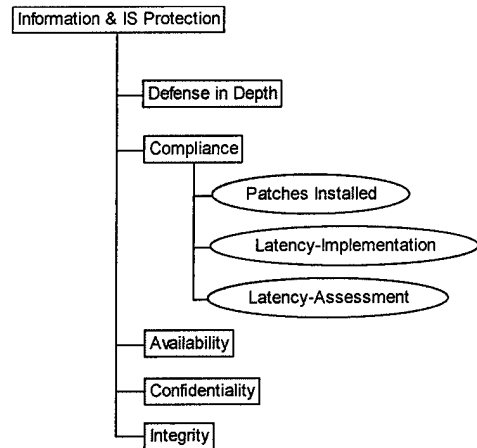 Information & IS Protection
Defense in Depth
Compliance
Patches Installed
Latency-Implementation
Latency-Assessment
Availability
Confidentiality
Integrity